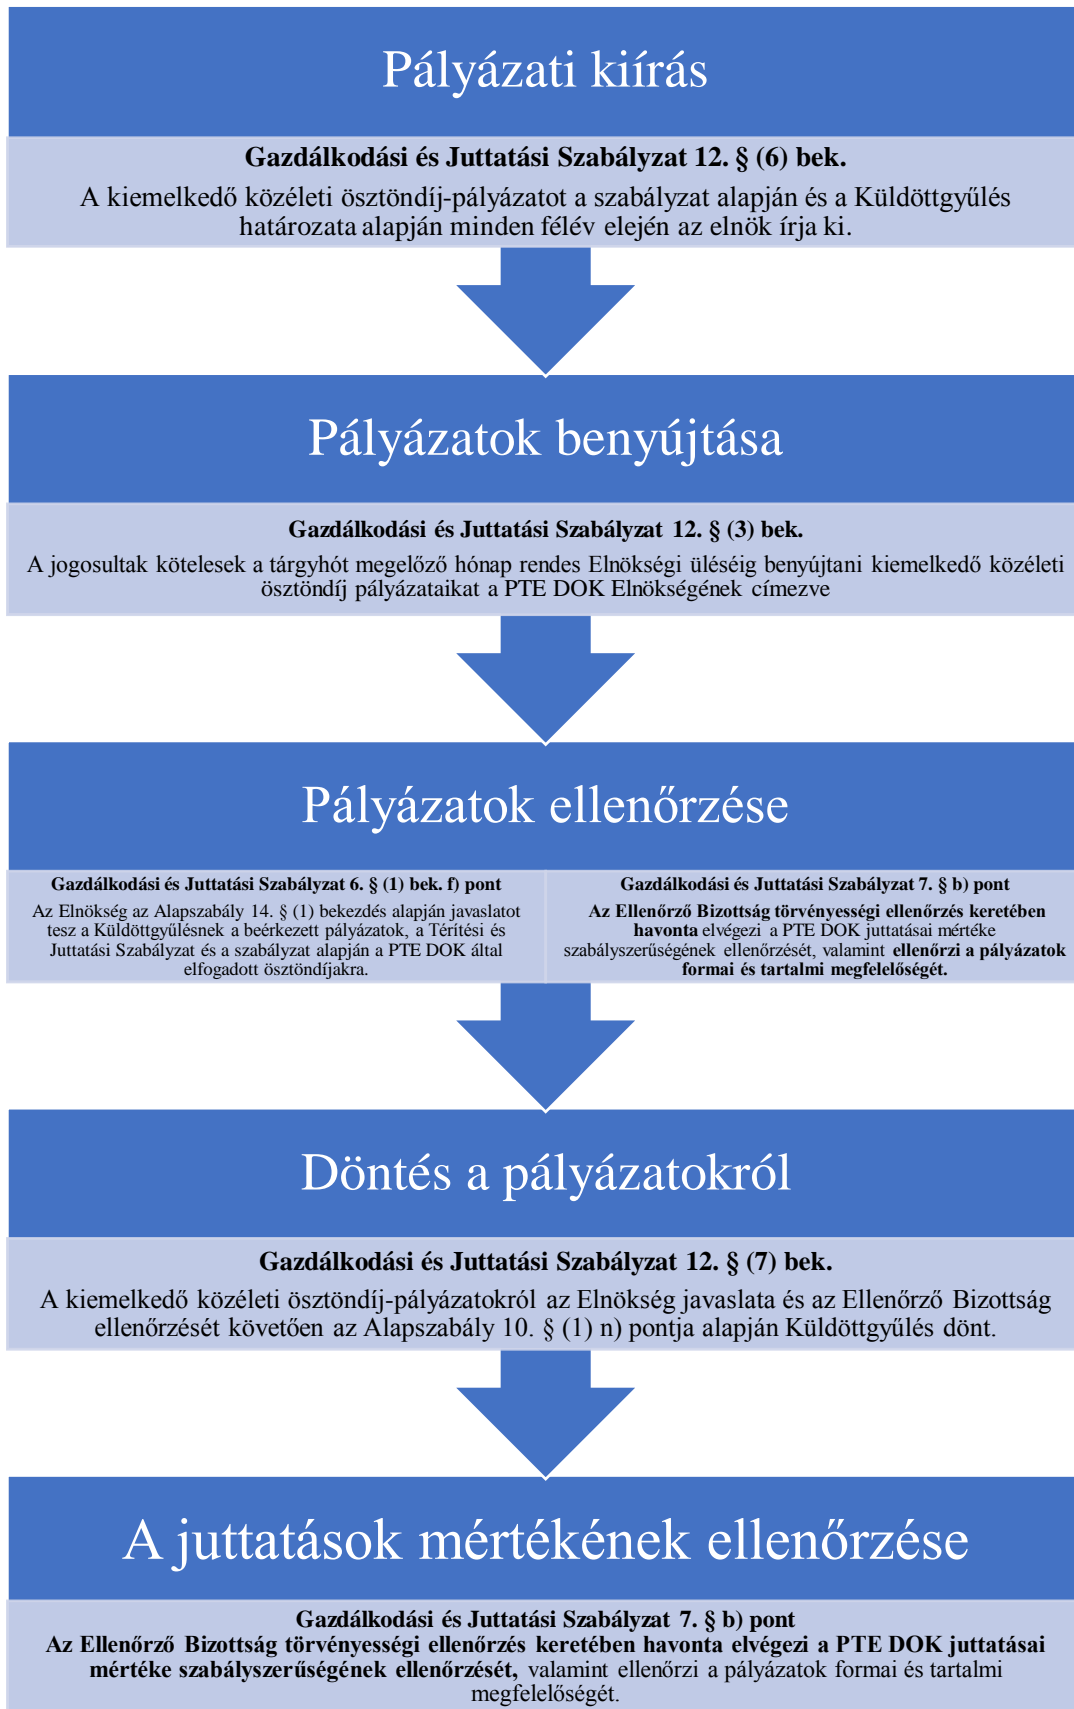 Pályázati kiírás
Gazdálkodási és Juttatási Szabályzat 12. § (6) bek.
A kiemelkedő közéleti ösztöndíj-pályázatot a szabályzat alapján és a Küldöttgyűlés
határozata alapján minden félév elején az elnök írja ki.
Pályázatok benyújtása
Gazdálkodási és Juttatási Szabályzat 12. § (3) bek.
A jogosultak kötelesek a tárgyhót megelőző hónap rendes Elnökségi üléséig benyújtani kiemelkedő közéleti
ösztöndíj pályázataikat a PTE DOK Elnökségének címezve
Pályázatok ellenőrzése
Gazdálkodási és Juttatási Szabályzat 6. § (1) bek. f) pont
Az Elnökség az Alapszabály 14. § (1) bekezdés alapján javaslatot
tesz a Küldöttgyűlésnek a beérkezett pályázatok, a Térítési és
Juttatási Szabályzat és a szabályzat alapján a PTE DOK által
elfogadott ösztöndíjakra.
Gazdálkodási és Juttatási Szabályzat 7. § b) pont
Az Ellenőrző Bizottság törvényességi ellenőrzés keretében
havonta elvégezi a PTE DOK juttatásai mértéke
szabályszerűségének ellenőrzését, valamint ellenőrzi a pályázatok
formai és tartalmi megfelelőségét.
Döntés a pályázatokról
Gazdálkodási és Juttatási Szabályzat 12. § (7) bek.
A kiemelkedő közéleti ösztöndíj-pályázatokról az Elnökség javaslata és az Ellenőrző Bizottság
ellenőrzését követően az Alapszabály 10. § (1) n) pontja alapján Küldöttgyűlés dönt.
A juttatások mértékének ellenőrzése
Gazdálkodási és Juttatási Szabályzat 7. § b) pont
Az Ellenőrző Bizottság törvényességi ellenőrzés keretében havonta elvégezi a PTE DOK juttatásai
mértéke szabályszerűségének ellenőrzését, valamint ellenőrzi a pályázatok formai és tartalmi
megfelelőségét.